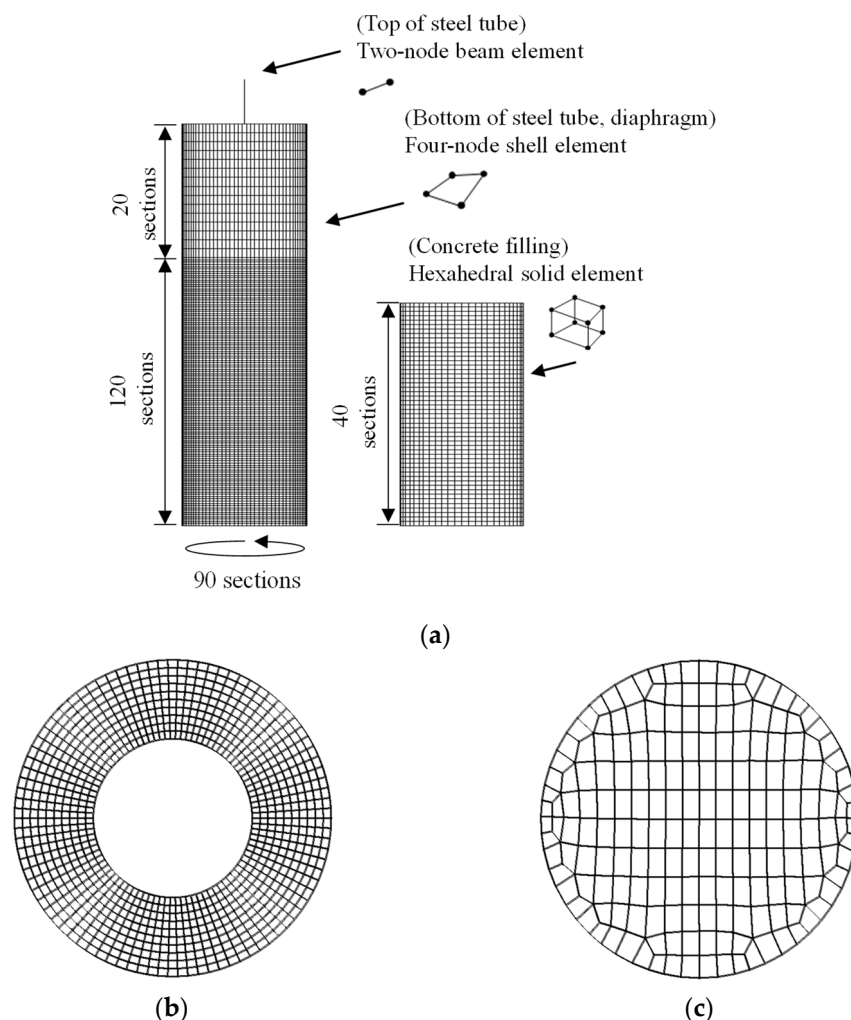 (Top of steel tube)
Two-node beam element
(Bottom of steel tube, diaphragm)
Four-node shell element
20
sections
(Concrete filling)
Hexahedral solid element
120
sections
40
sections
90 sections
(a)
(b)
(c)